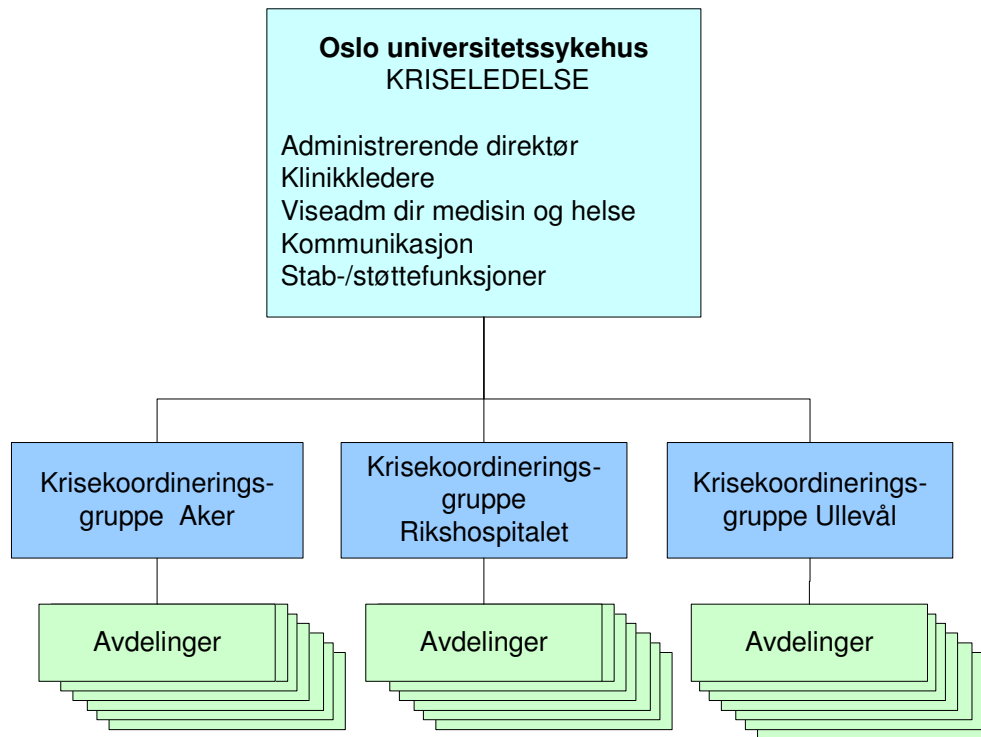 Oslo universitetssykehus
KRISELEDELSE
Administrerende direktør
Klinikkledere
Viseadm dir medisin og helse
Kommunikasjon
Stab-/støttefunksjoner
Krisekoordinerings-
gruppe Aker
Krisekoordinerings-
gruppe
Rikshospitalet
Krisekoordinerings-
gruppe Ullevål
Avdelinger
Avdelinger
Avdelinger